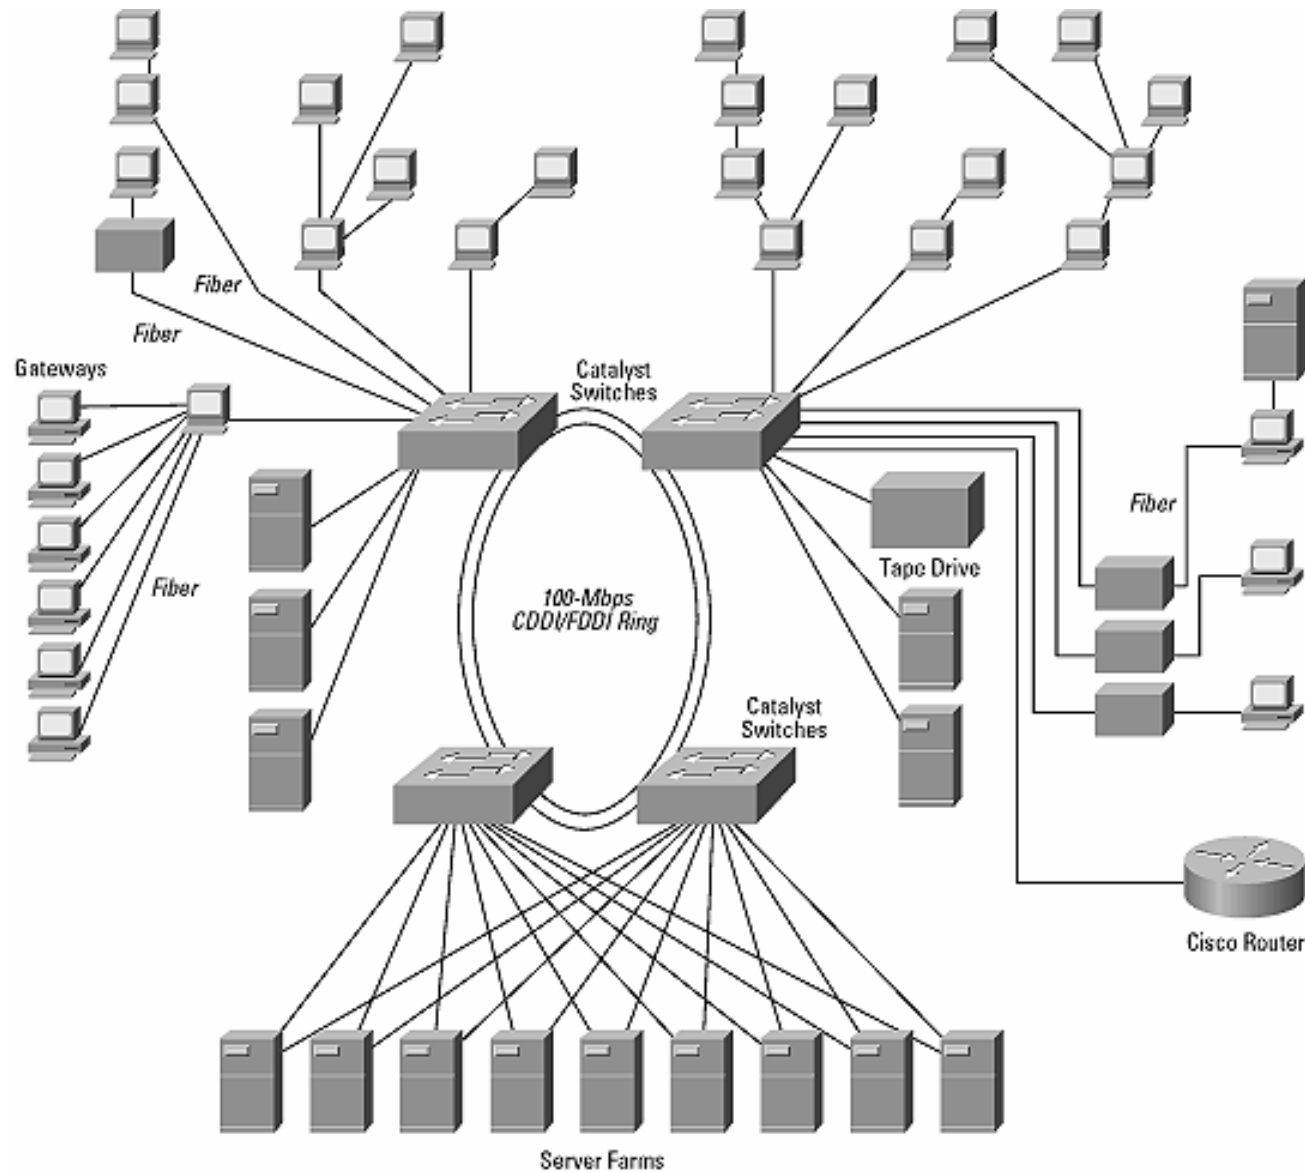 Fiber
Fiber
Gateways
Catalyst
Switches
Fiber
Tape Drive
Fiber
100-Mbps
CDDI/FDDI Ring
Catalyst
Switches
Cisco Router
Server Farms